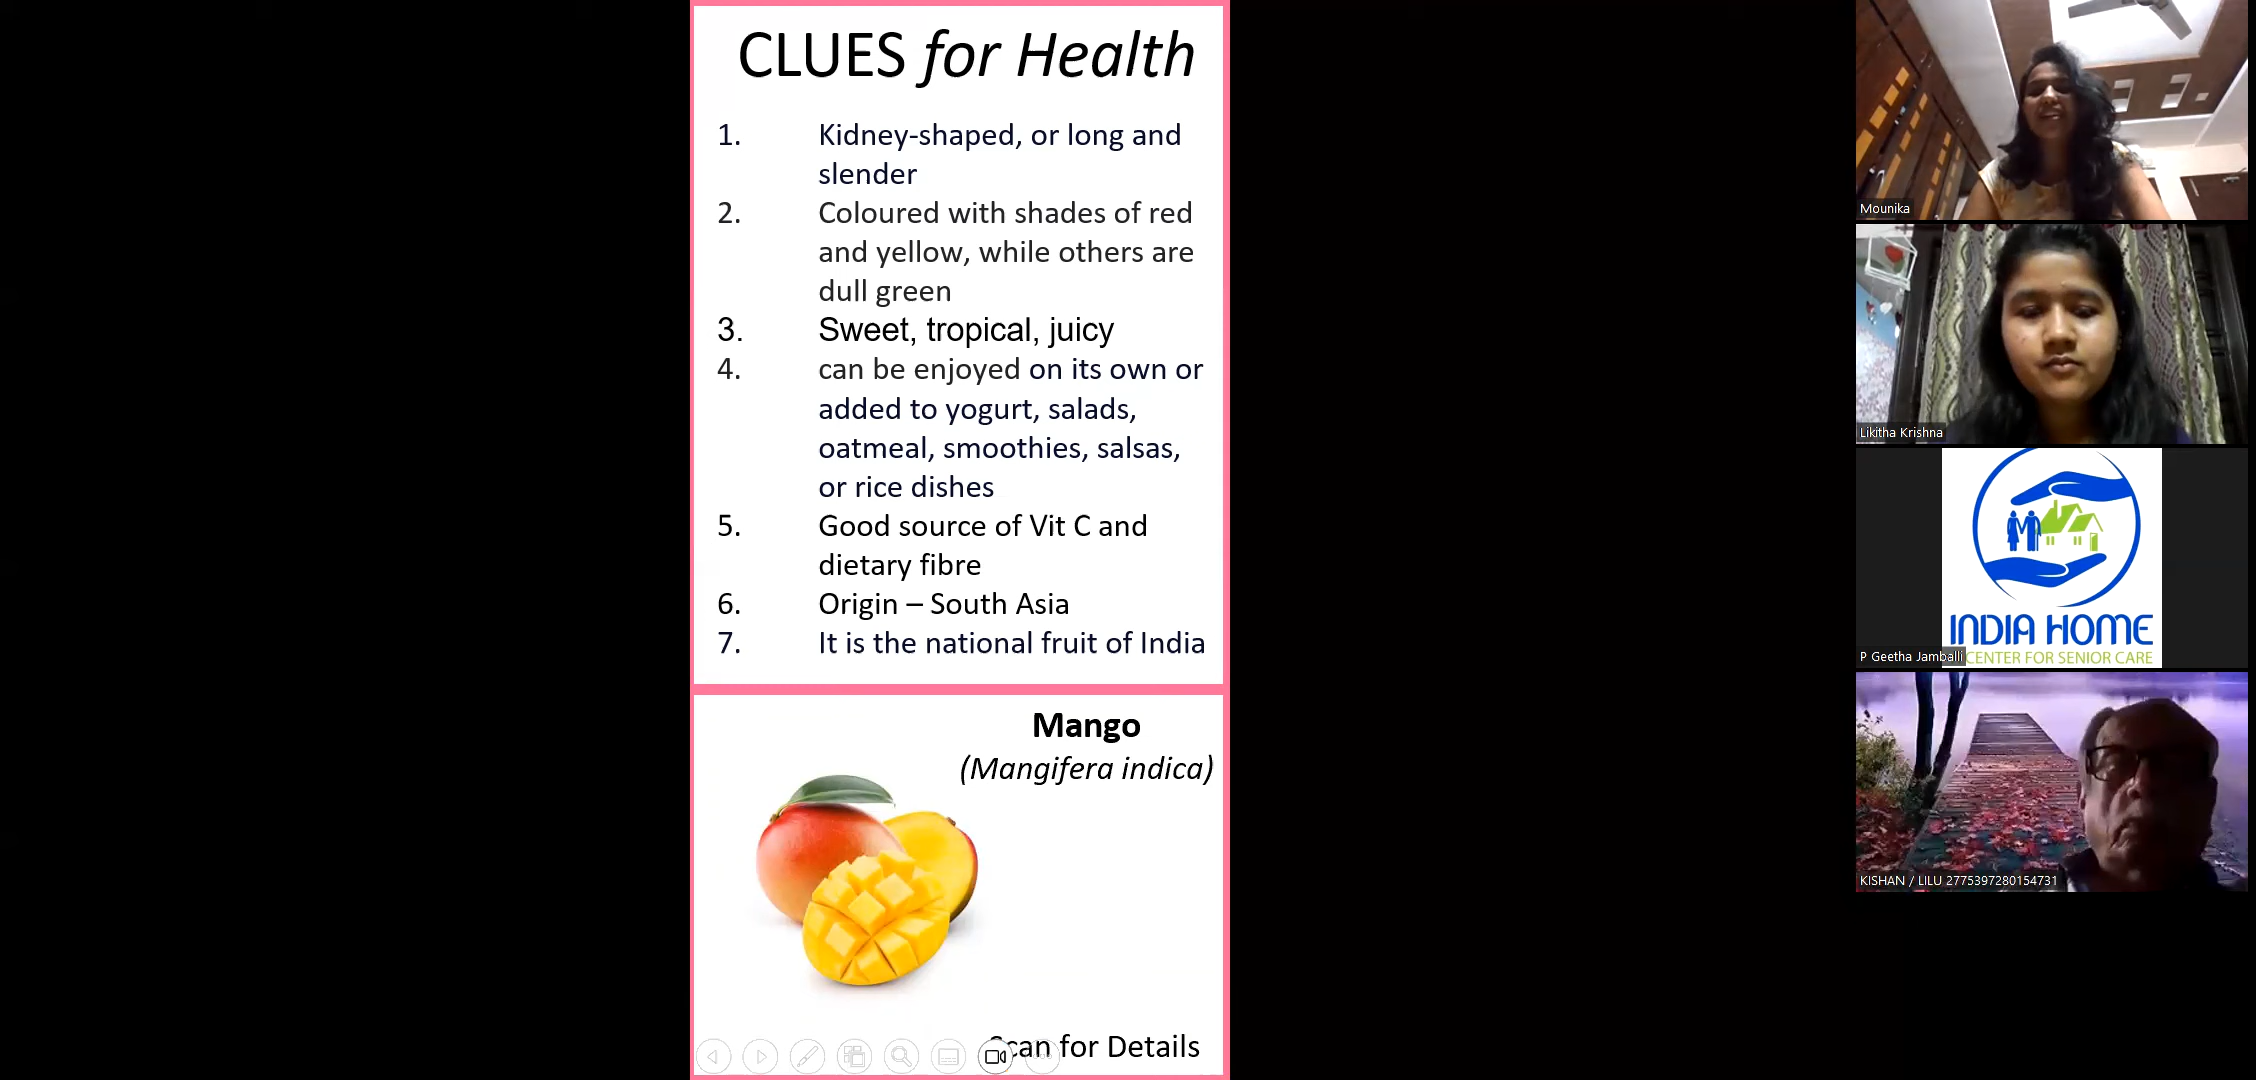 CLUES for Health
1. Kidney-shaped, or long and
slender
2. Coloured with shades of red
and yellow, while others are
dull green
3. Sweet, tropical, juicy
4. can be enjoyed on its own or
added to yogurt, salads,
oatmeal, smoothies, salsas,
or rice dishes
5. Good source of Vit C and
dietary fibre
6. Origin – South Asia
7. It is the national fruit of India
Mango
(Mangifera indica)
Scan for Details
Mounika
Likitha Krishna
INDIA HOME
CENTER FOR SENIOR CARE
P Geetha Jamballi
KISHAN / LILU 2775397280154731